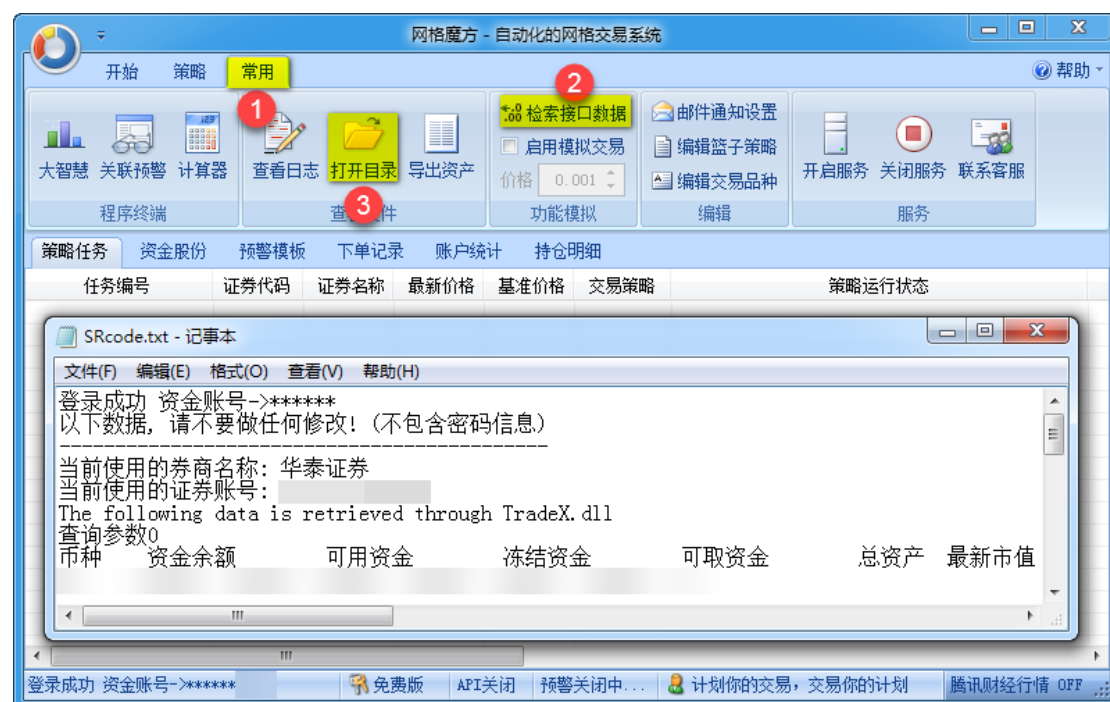 网格魔方 - 自动化的网格交易系统
开始 策略 常用 帮助
1
2
3
大智慧 关联预警 计算器
程序终端
查看日志 打开目录 导出资产
检索接口数据
启用模拟交易
价格 0.001
功能模拟
邮件通知设置
编辑篮子策略
编辑交易品种
编辑
开启服务 关闭服务 联系客服
服务
策略任务 资金股份 预警模板 下单记录 账户统计 持仓明细
任务编号 证券代码 证券名称 最新价格 基准价格 交易策略 策略运行状态
SRcode.txt - 记事本
文件(F) 编辑(E) 格式(O) 查看(V) 帮助(H)
登录成功 资金账号->******
以下数据, 请不要做任何修改! (不包含密码信息)
--------------------------------------------------
当前使用的券商名称: 华泰证券
当前使用的证券账号:
The following data is retrieved through TradeX.dll
查询参数0
币种 资金余额 可用资金 冻结资金 可取资金 总资产 最新市值
登录成功 资金账号->****** 免费版 API关闭 预警关闭中... 计划你的交易，交易你的计划 腾讯财经行情 OFF